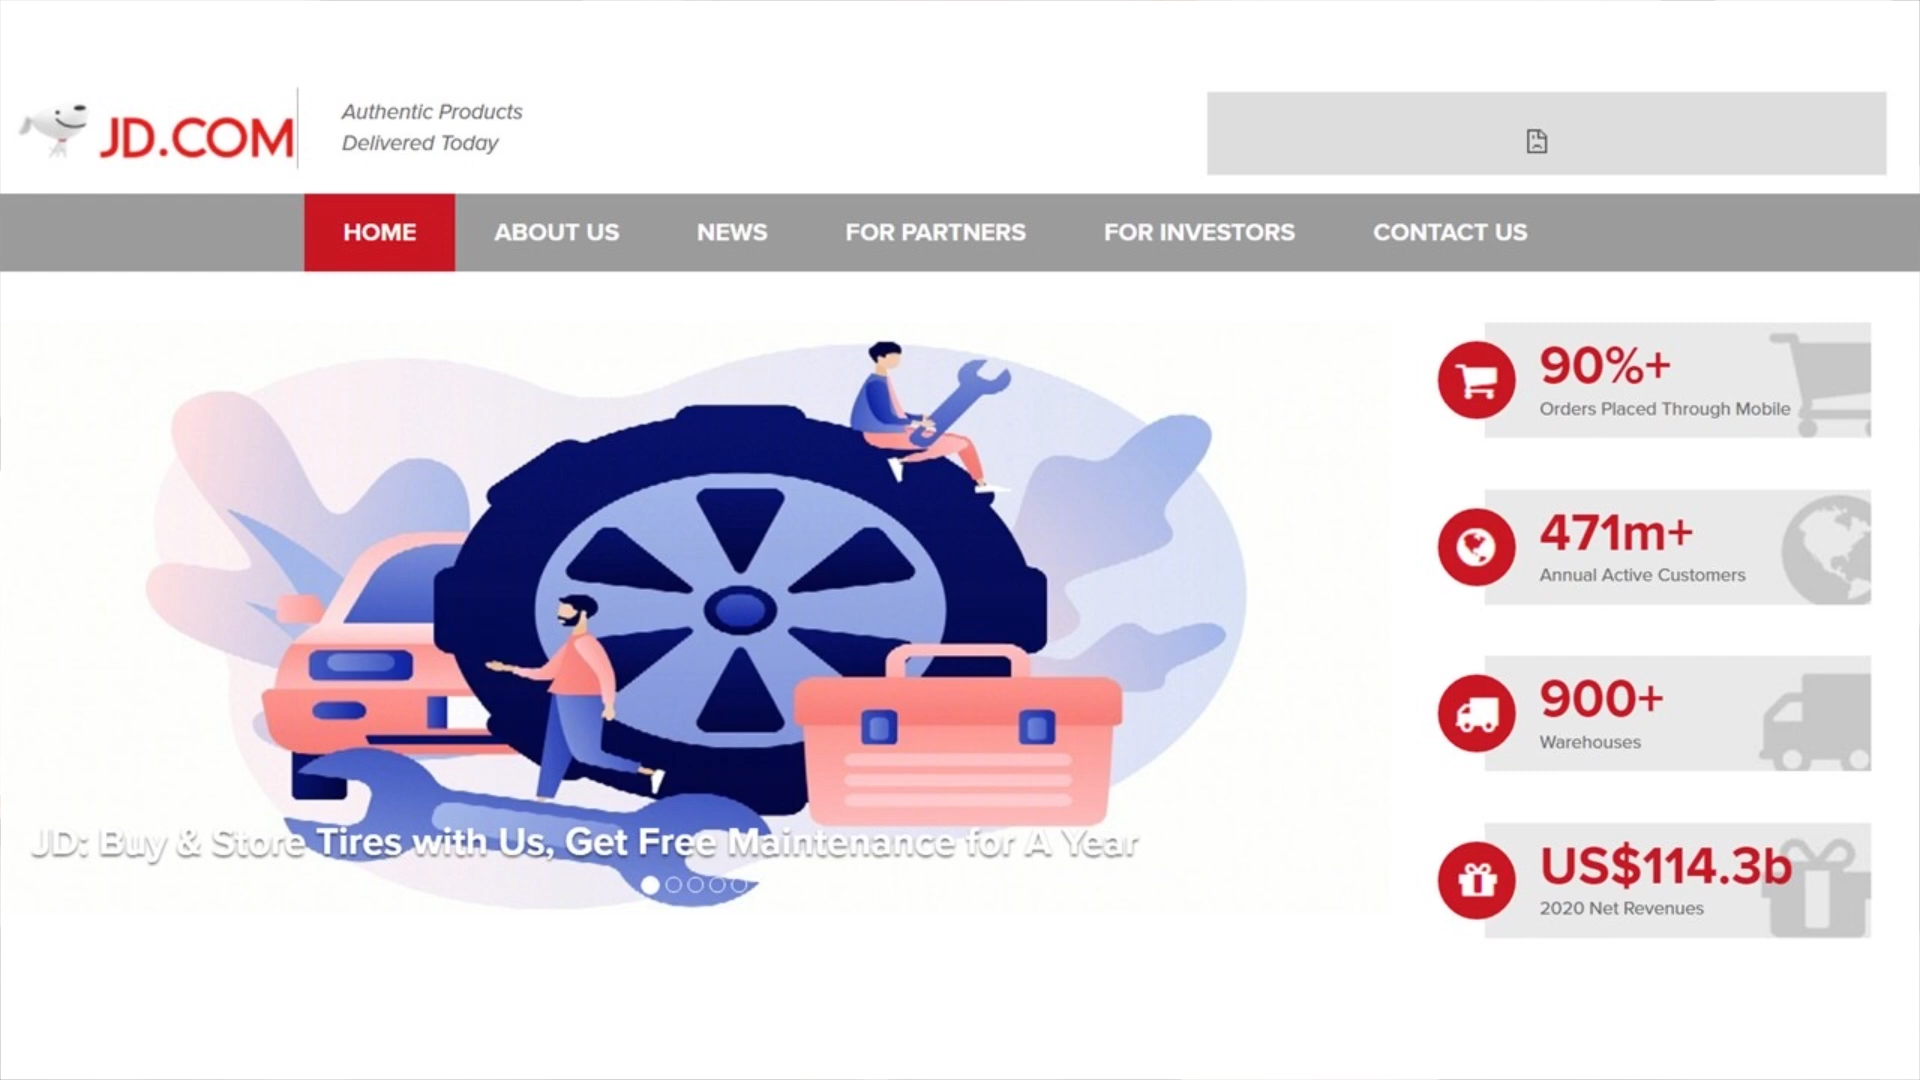 JD.COM
Authentic Products
Delivered Today
HOME ABOUT US NEWS FOR PARTNERS FOR INVESTORS CONTACT US
90%+
Orders Placed Through Mobile
471m+
Annual Active Customers
900+
Warehouses
US$114.3b
2020 Net Revenues
JD: Buy & Store Tires with Us, Get Free Maintenance for A Year